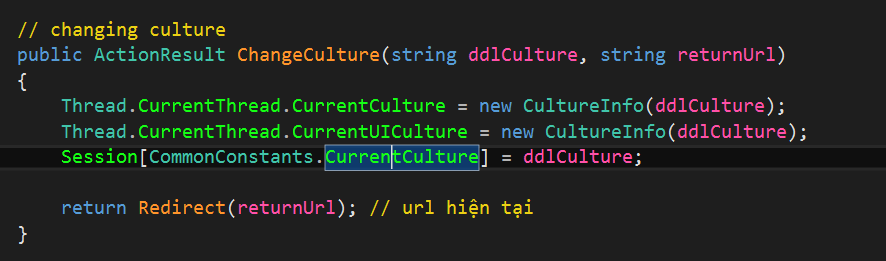 // changing culture
public ActionResult ChangeCulture(string ddlCulture, string returnUrl)
{
    Thread.CurrentThread.CurrentCulture = new CultureInfo(ddlCulture);
    Thread.CurrentThread.CurrentUICulture = new CultureInfo(ddlCulture);
    Session[CommonConstants.CurrentCulture] = ddlCulture;
    return Redirect(returnUrl); // url hiện tại
}